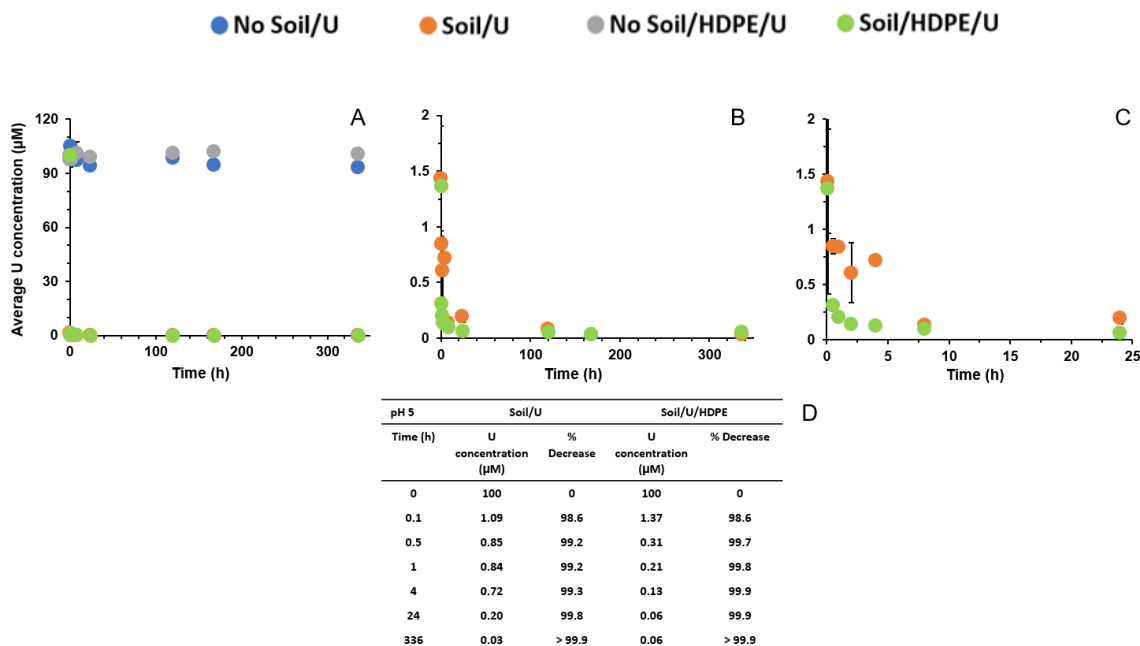 No Soil/U Soil/U No Soil/HDPE/U Soil/HDPE/U
A
Average U concentration (µM)
120
90
60
30
0
0 100 200 300
Time (h)
B
2
1.5
1
0.5
0
0 100 200 300
Time (h)
C
2
1.5
1
0.5
0
0 5 10 15 20 25
Time (h)
D
pH 5 Soil/U Soil/U/HDPE
Time (h) U % U % Decrease
concentration Decrease concentration
(µM) (µM)
0 100 0 100 0
0.1 1.09 98.6 1.37 98.6
0.5 0.85 99.2 0.31 99.7
1 0.84 99.2 0.21 99.8
4 0.72 99.3 0.13 99.9
24 0.20 99.8 0.06 99.9
336 0.03 > 99.9 0.06 > 99.9